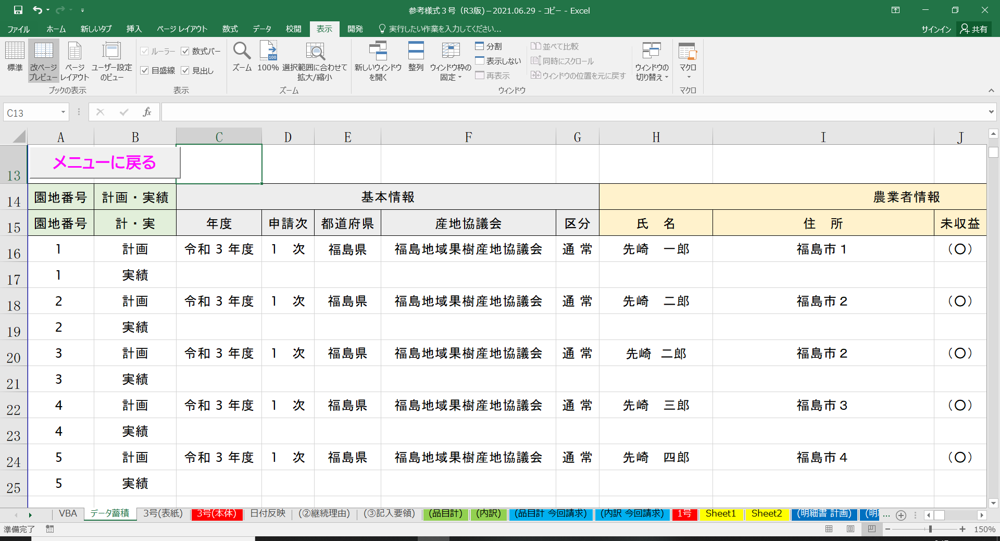 参考様式３号（R3版)－2021.06.29 - コピー - Excel
ファイル ホーム 新しいタブ 挿入 ページ レイアウト 数式 データ 校閲 表示 開発 実行したい作業を入力してください... サインイン 共有
標準 改ページ プレビュー ページ レイアウト ユーザー設定 のビュー
ブックの表示
ルーラー 数式バー
目盛線 見出し
表示
ズーム 100% 選択範囲に合わせて 拡大/縮小
ズーム
新しいウィンドウ を開く 整列 ウィンドウ枠の 固定
分割
表示しない
再表示
並べて比較
同時にスクロール
ウィンドウの位置を元に戻す
ウィンドウの 切り替え
ウィンドウ
マクロ
マクロ
C13 fx
A B C D E F G H I J
13 メニューに戻る
14 園地番号 計画・実績 基本情報 農業者情報
15 園地番号 計・実 年度 申請次 都道府県 産地協議会 区分 氏　名 住　所 未収益
16 1 計画 令和 3 年度 1　次 福島県 福島地域果樹産地協議会 通 常 先崎　一郎 福島市１ （〇）
17 1 実績
18 2 計画 令和 3 年度 1　次 福島県 福島地域果樹産地協議会 通 常 先崎　二郎 福島市２ （〇）
19 2 実績
20 3 計画 令和 3 年度 1　次 福島県 福島地域果樹産地協議会 通 常 先崎　二郎 福島市２ （〇）
21 3 実績
22 4 計画 令和 3 年度 1　次 福島県 福島地域果樹産地協議会 通 常 先崎　三郎 福島市３ （〇）
23 4 実績
24 5 計画 令和 3 年度 1　次 福島県 福島地域果樹産地協議会 通 常 先崎　四郎 福島市４ （〇）
25 5 実績
VBA データ蓄積 3号(表紙) 3号(本体) 日付反映 (②継続理由) (③記入要領) (品目計) (内訳) (品目計 今回請求) (内訳 今回請求) 1号 Sheet1 Sheet2 (明細書 計画) ...
準備完了 150%